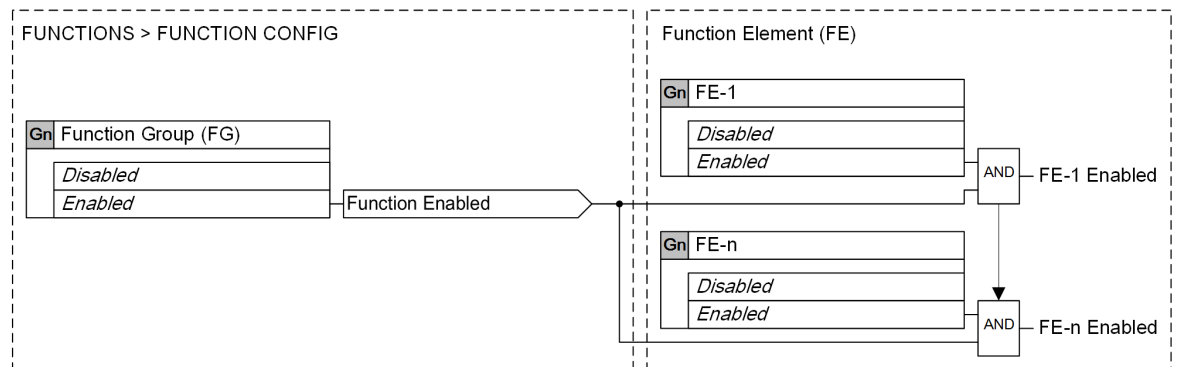 FUNCTIONS > FUNCTION CONFIG
Gn Function Group (FG)
Disabled
Enabled
Function Enabled
Function Element (FE)
Gn FE-1
Disabled
Enabled
AND
FE-1 Enabled
Gn FE-n
Disabled
Enabled
AND
FE-n Enabled